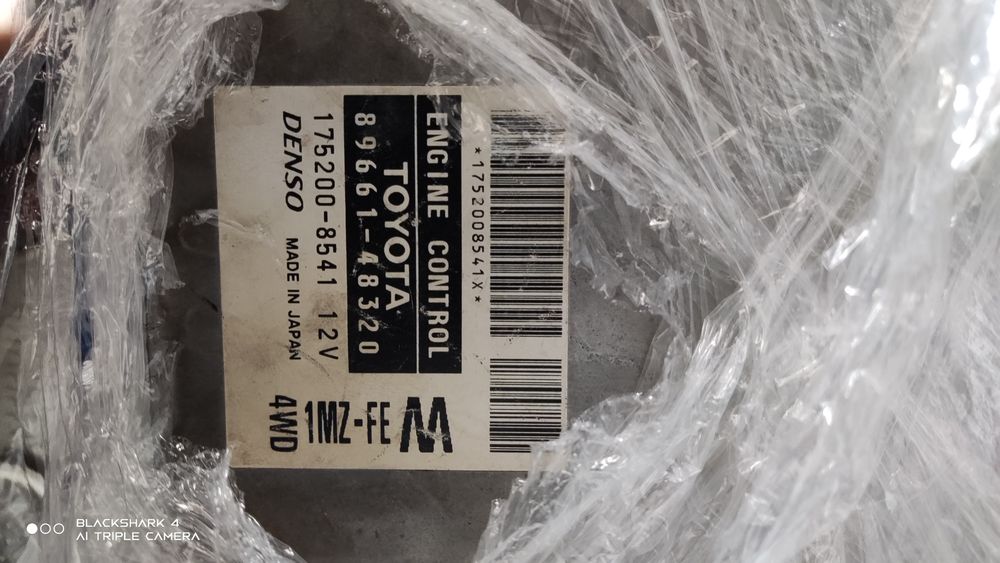 *1752008541X*
ENGINE CONTROL
TOYOTA
89661-48320
175200-8541 12V
DENSO MADE IN JAPAN
M
1MZ-FE
4WD
BLACKSHARK 4
AI TRIPLE CAMERA